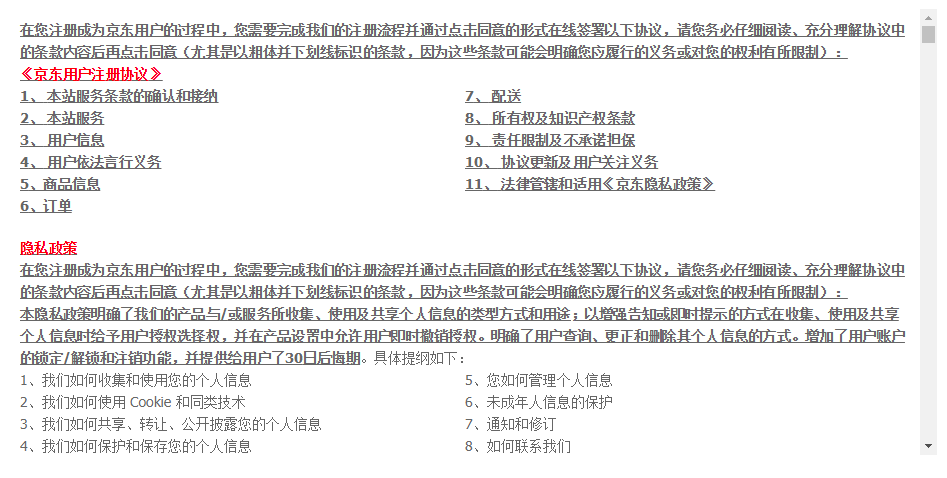 在您注册成为京东用户的过程中，您需要完成我们的注册流程并通过点击同意的形式在线签署以下协议，请您务必仔细阅读、充分理解协议中
的条款内容后再点击同意（尤其是以粗体并下划线标识的条款，因为这些条款可能会明确您应履行的义务或对您的权利有所限制）：
《京东用户注册协议》
1、 本站服务条款的确认和接纳
2、 本站服务
3、 用户信息
4、 用户依法言行义务
5、商品信息
6、订单
7、 配送
8、 所有权及知识产权条款
9、 责任限制及不承诺担保
10、 协议更新及用户关注义务
11、 法律管辖和适用《京东隐私政策》
隐私政策
在您注册成为京东用户的过程中，您需要完成我们的注册流程并通过点击同意的形式在线签署以下协议，请您务必仔细阅读、充分理解协议中
的条款内容后再点击同意（尤其是以粗体并下划线标识的条款，因为这些条款可能会明确您应履行的义务或对您的权利有所限制）：
本隐私政策明确了我们的产品与/或服务所收集、使用及共享个人信息的类型方式和用途；以增强告知或即时提示的方式在收集、使用及共享
个人信息时给予用户授权选择权，并在产品设置中允许用户即时撤销授权。明确了用户查询、更正和删除其个人信息的方式。增加了用户账户
的锁定/解锁和注销功能，并提供给用户了30日后悔期。具体提纲如下：
1、我们如何收集和使用您的个人信息
2、我们如何使用 Cookie 和同类技术
3、我们如何共享、转让、公开披露您的个人信息
4、我们如何保护和保存您的个人信息
5、您如何管理个人信息
6、未成年人信息的保护
7、通知和修订
8、如何联系我们